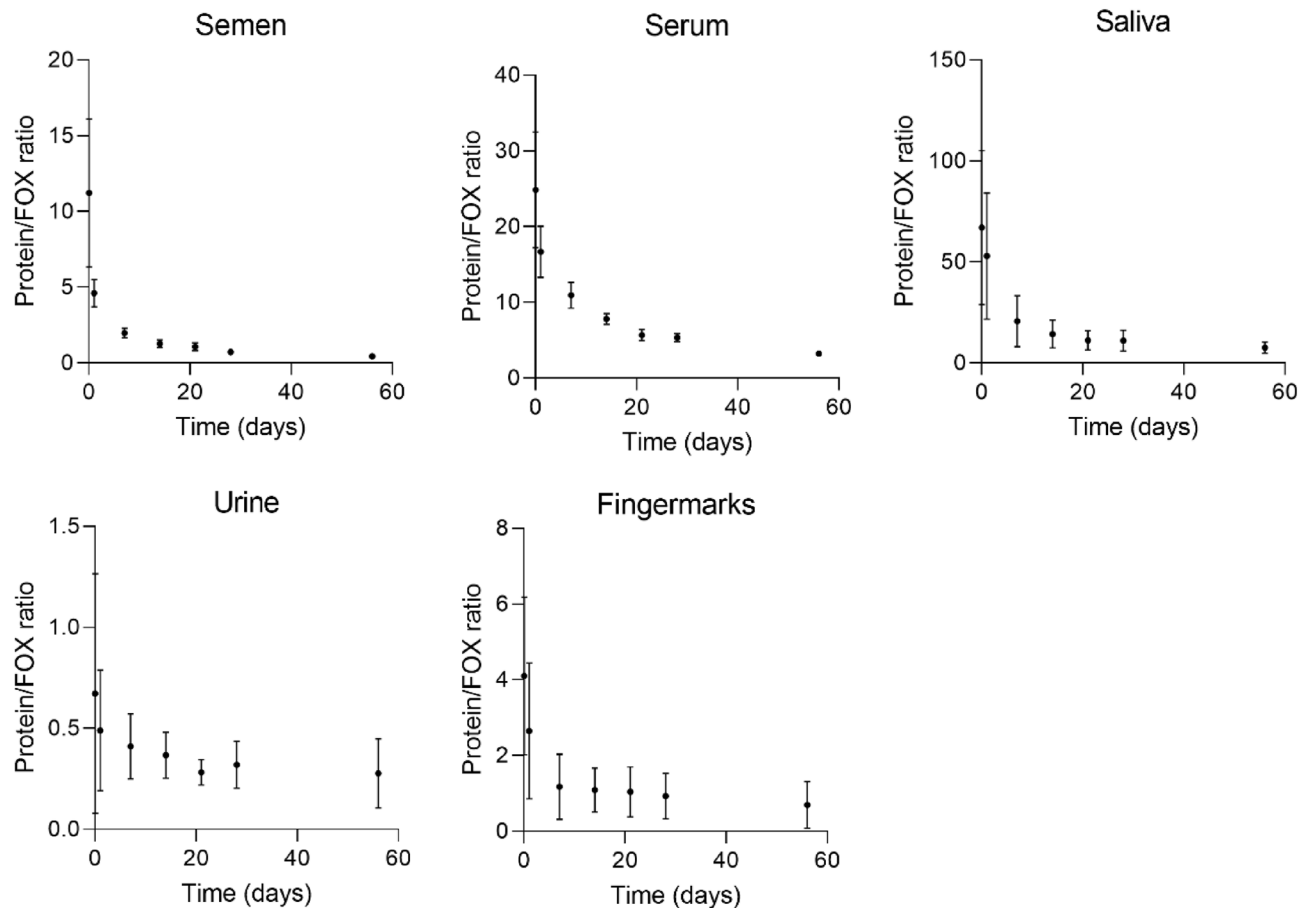 Semen
Protein/FOX ratio
20
15
10
5
0
0 20 40 60
Time (days)
Serum
Protein/FOX ratio
40
30
20
10
0
0 20 40 60
Time (days)
Saliva
Protein/FOX ratio
150
100
50
0
0 20 40 60
Time (days)
Urine
Protein/FOX ratio
1.5
1.0
0.5
0.0
0 20 40 60
Time (days)
Fingermarks
Protein/FOX ratio
8
6
4
2
0
0 20 40 60
Time (days)